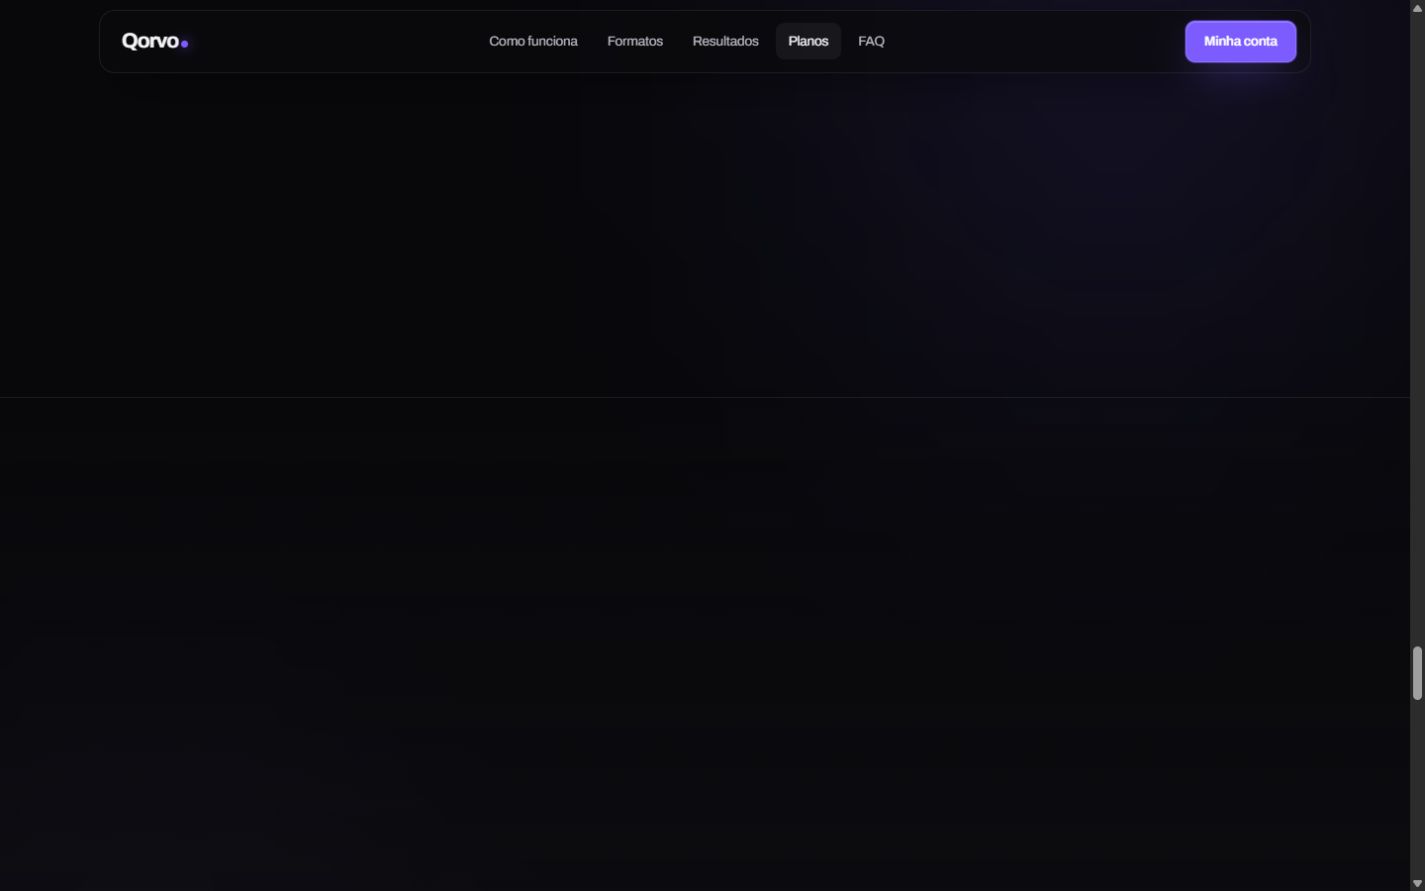 Qorvo
Como funciona
Formatos
Resultados
Planos
FAQ
Minha conta